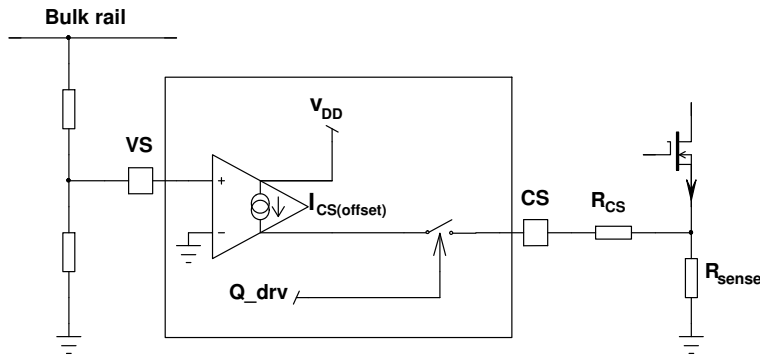 Bulk rail
VS
VDD
+
−
ICS(offset)
CS
RCS
Q_drv
Rsense